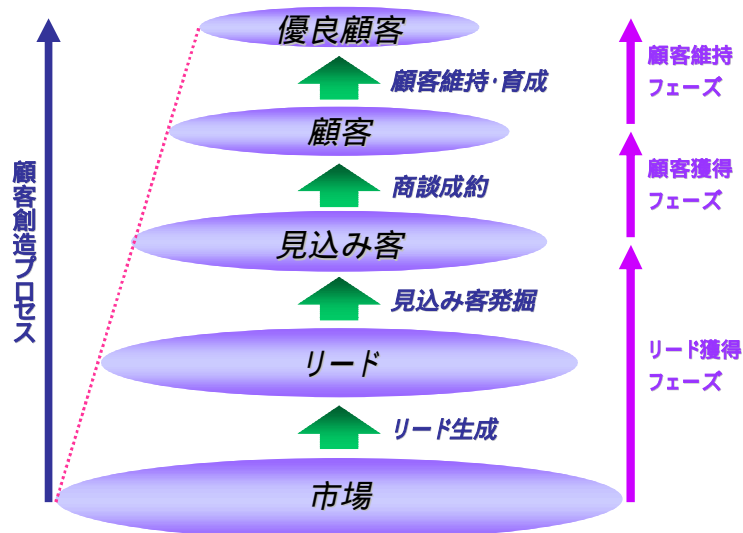 優良顧客
顧客維持・育成
顧客
商談成約
見込み客
見込み客発掘
リード
リード生成
市場
顧客創造プロセス
顧客維持
フェーズ
顧客獲得
フェーズ
リード獲得
フェーズ